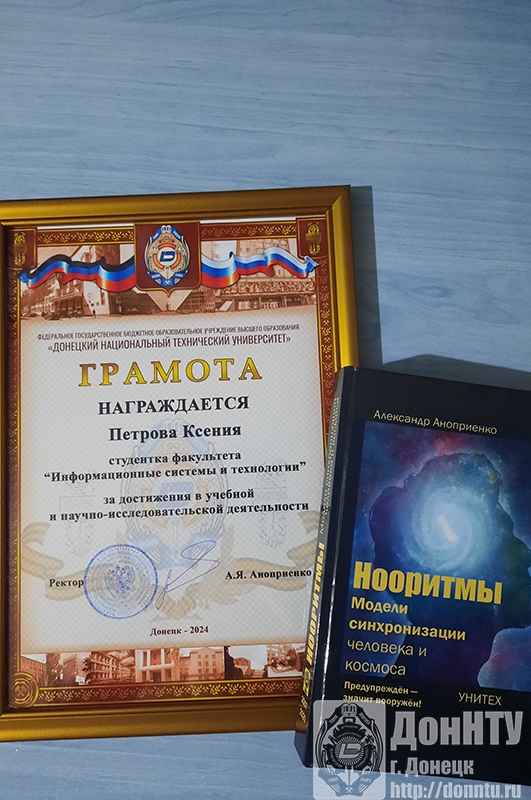 ФЕДЕРАЛЬНОЕ ГОСУДАРСТВЕННОЕ БЮДЖЕТНОЕ ОБРАЗОВАТЕЛЬНОЕ УЧРЕЖДЕНИЕ ВЫСШЕГО ОБРАЗОВАНИЯ
«ДОНЕЦКИЙ НАЦИОНАЛЬНЫЙ ТЕХНИЧЕСКИЙ УНИВЕРСИТЕТ»
ГРАМОТА
НАГРАЖДАЕТСЯ
Петрова Ксения
студентка факультета
“Информационные системы и технологии”
за достижения в учебной
и научно-исследовательской деятельности
Ректор
А.Я. Аноприенко
Донецк - 2024
Александр Аноприенко
Нооритмы
Модели
синхронизации
человека и
космоса
Предупреждён —
значит вооружён!
УНИТЕХ
НООРИТМЫ
ДонНТУ
г. Донецк
http://donntu.ru